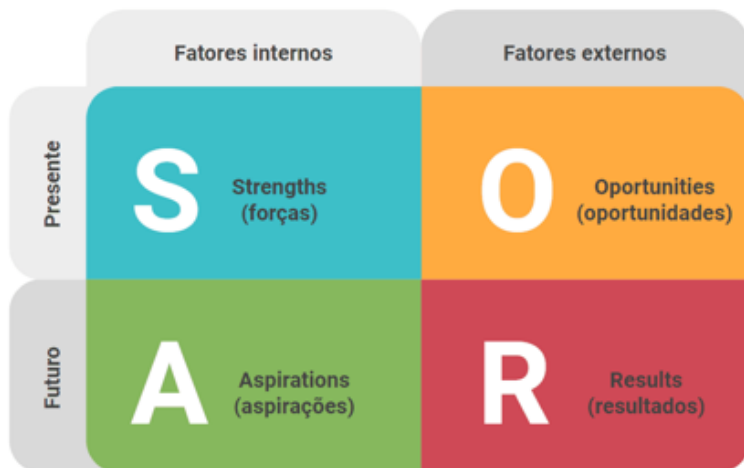 Fatores internos
Fatores externos
Presente
S
Strengths
(forças)
O
Oportunities
(oportunidades)
Futuro
A
Aspirations
(aspirações)
R
Results
(resultados)